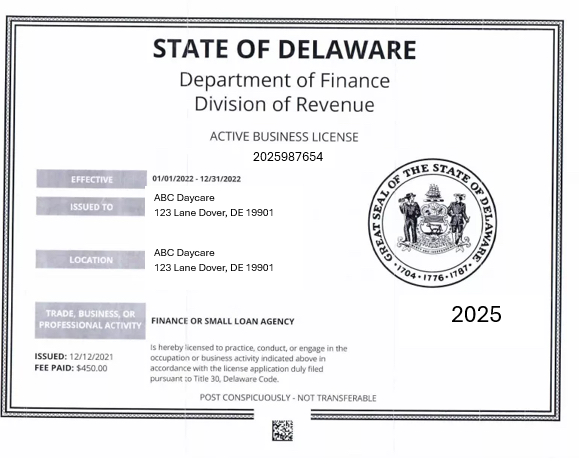 STATE OF DELAWARE
Department of Finance
Division of Revenue
ACTIVE BUSINESS LICENSE
2025987654
EFFECTIVE 01/01/2022 - 12/31/2022
ISSUED TO ABC Daycare
123 Lane Dover, DE 19901
LOCATION ABC Daycare
123 Lane Dover, DE 19901
GREAT SEAL OF THE STATE OF DELAWARE
1704 • 1776 • 1787
2025
TRADE, BUSINESS, OR
PROFESSIONAL ACTIVITY
FINANCE OR SMALL LOAN AGENCY
ISSUED: 12/12/2021
FEE PAID: $450.00
Is hereby licensed to practice, conduct, or engage in the
occupation or business activity indicated above in
accordance with the license application duly filed
pursuant to Title 30, Delaware Code.
POST CONSPICUOUSLY - NOT TRANSFERABLE